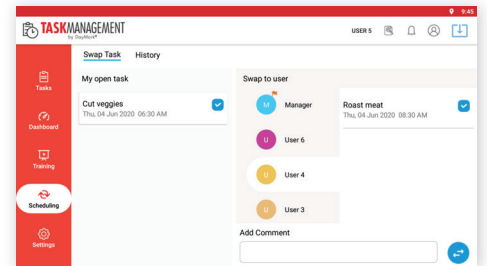 9:45
TASKMANAGEMENT
by DayMark®
USER 5
Swap Task History
My open task
Swap to user
Tasks
Dashboard
Training
Scheduling
Settings
Cut veggies
Thu, 04 Jun 2020 06:30 AM
M Manager
U User 6
U User 4
U User 3
Roast meat
Thu, 04 Jun 2020 08:30 AM
Add Comment